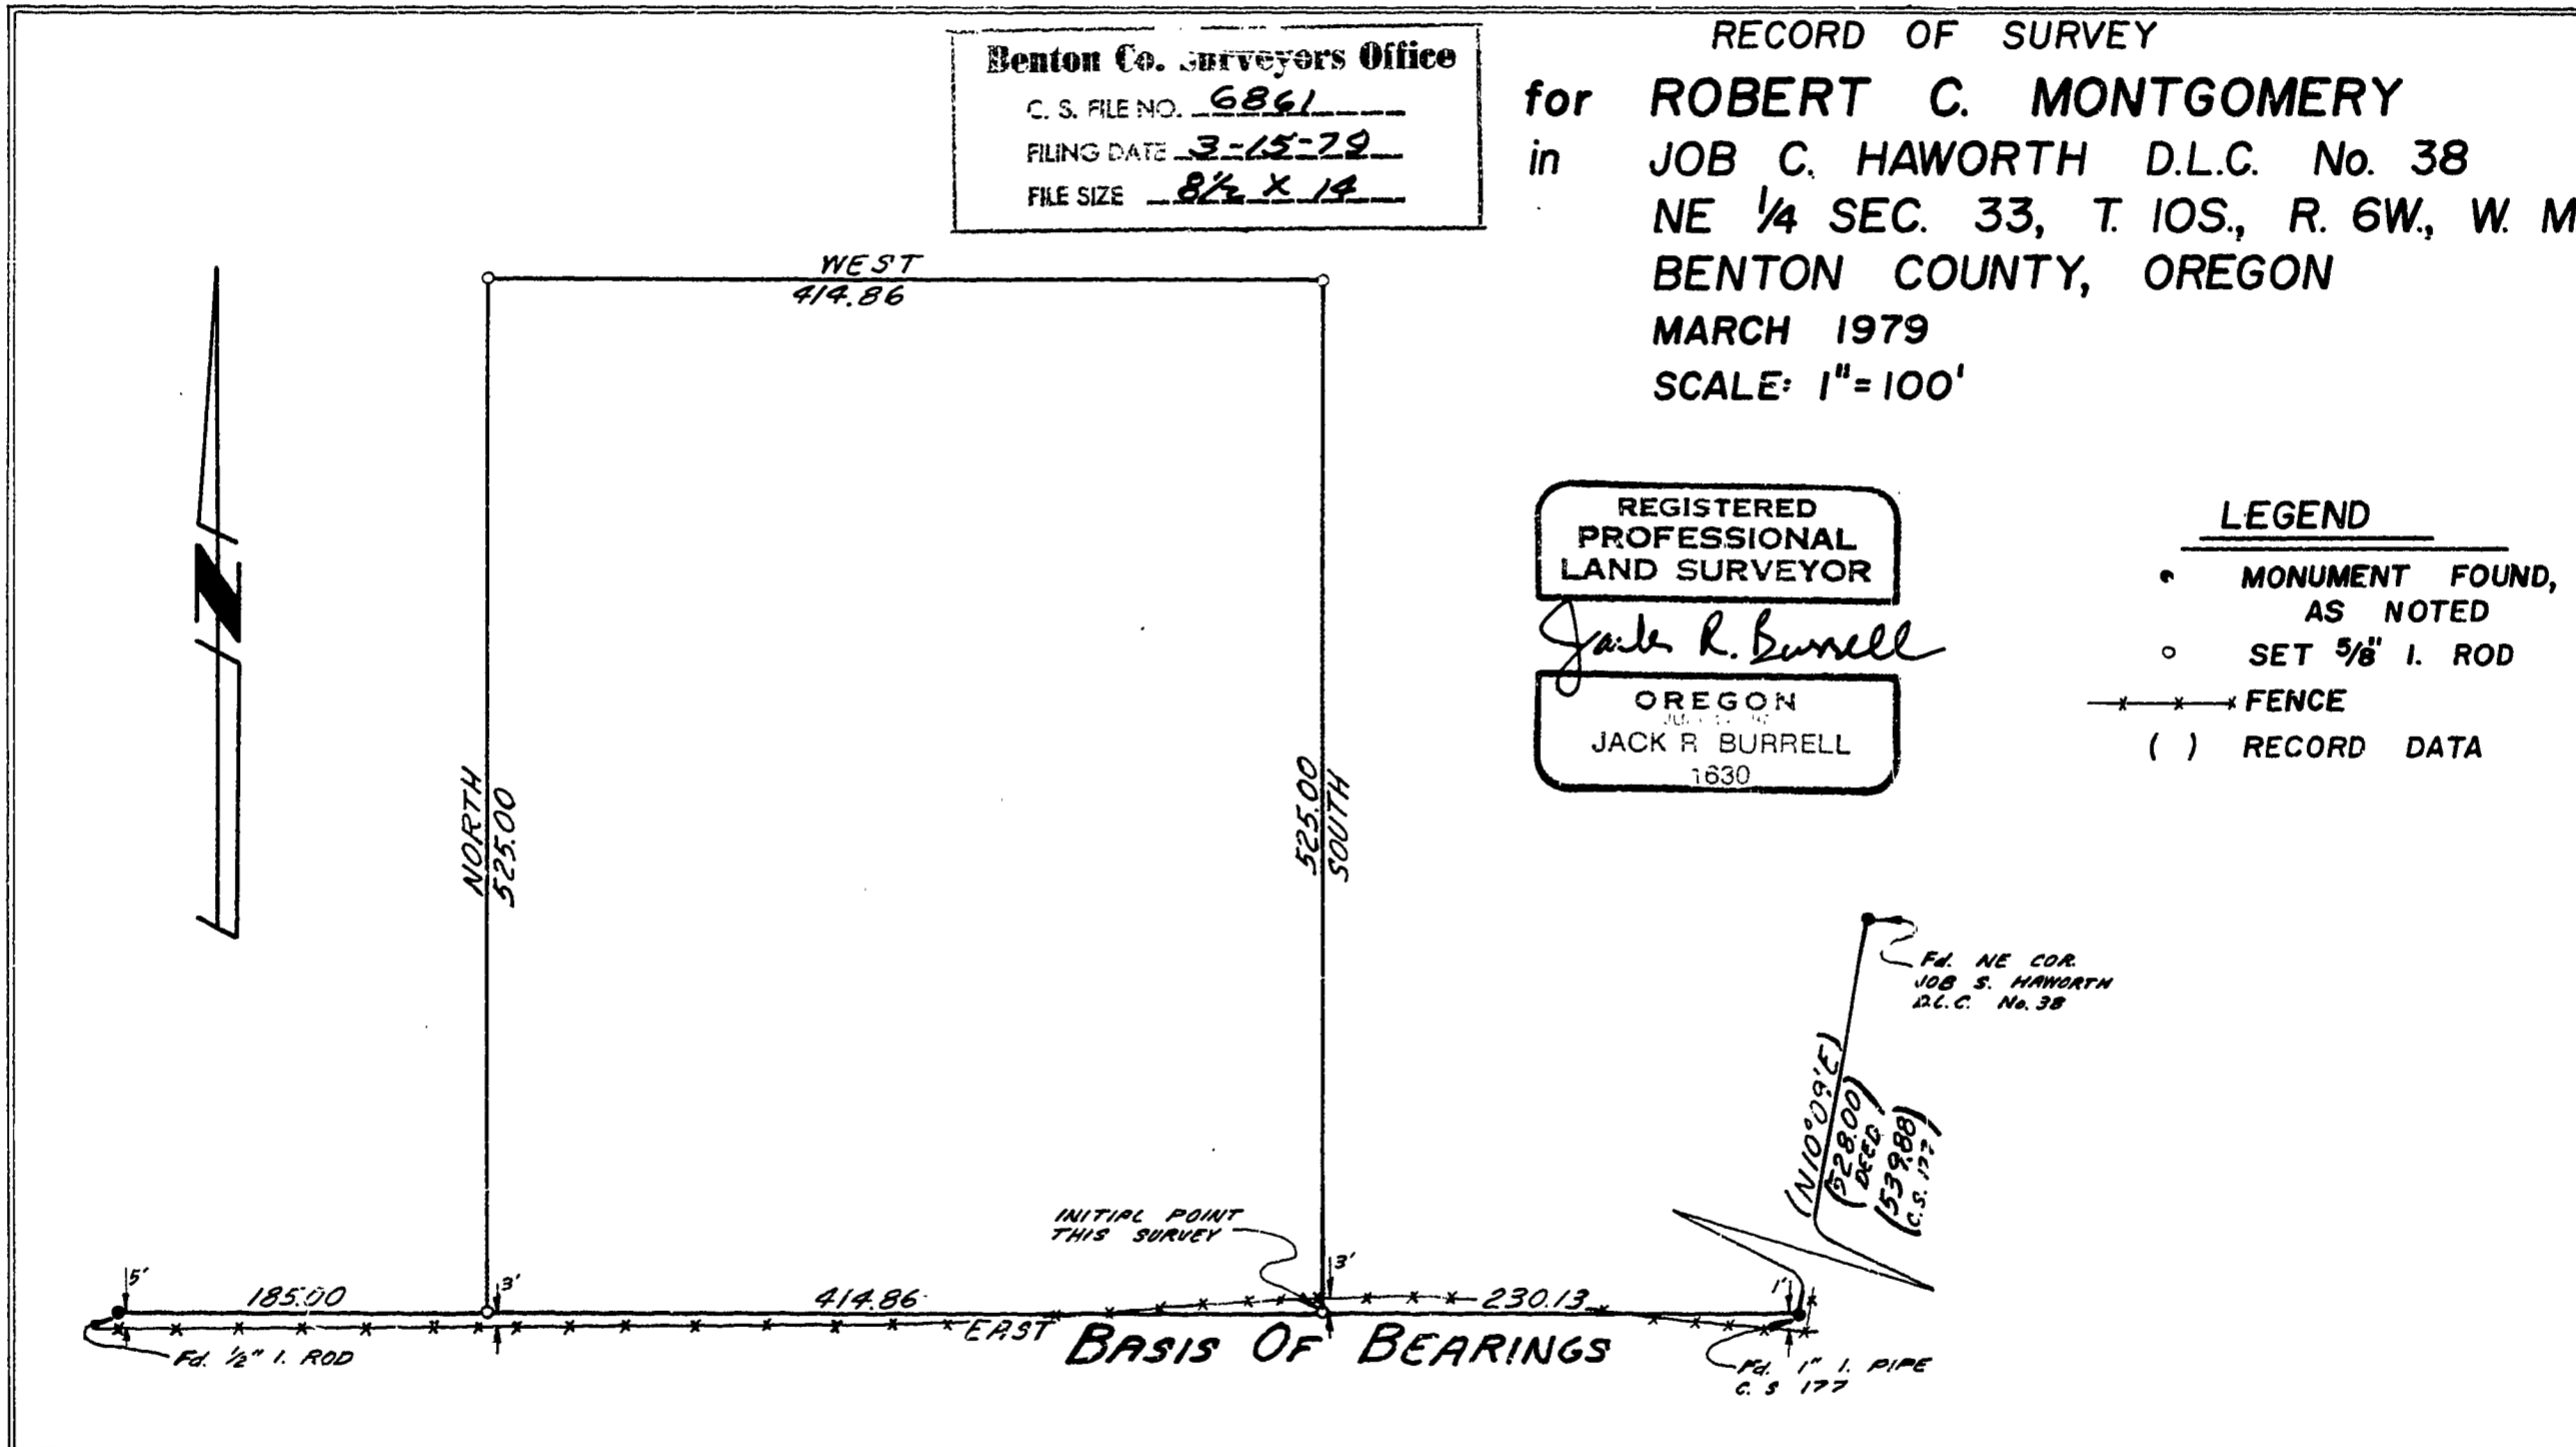 Benton Co. Surveyors Office
C. S. FILE NO. 6861
FILING DATE 3-15-79
FILE SIZE 8½ X 14
RECORD OF SURVEY
for ROBERT C. MONTGOMERY
in JOB C. HAWORTH D.L.C. No. 38
NE ¼ SEC. 33, T. 10S., R. 6W., W. M
BENTON COUNTY, OREGON
MARCH 1979
SCALE: 1"=100'
WEST
414.86
N
NORTH
525.00
525.00
SOUTH
REGISTERED
PROFESSIONAL
LAND SURVEYOR
Jack R. Burrell
OREGON
JACK R BURRELL
1630
LEGEND
MONUMENT FOUND,
AS NOTED
SET 5/8" I. ROD
FENCE
( ) RECORD DATA
Fd. NE COR.
JOB S. HAWORTH
D.L.C. No. 38
(N10°09'E)
(528.00)
DEED
(539.88)
C.S. 177
INITIAL POINT
THIS SURVEY
5'
185.00
3'
414.86
3'
230.13
1'
EAST
BASIS OF BEARINGS
Fd. ½" I. ROD
Fd. 1" I. PIPE
C. S 177